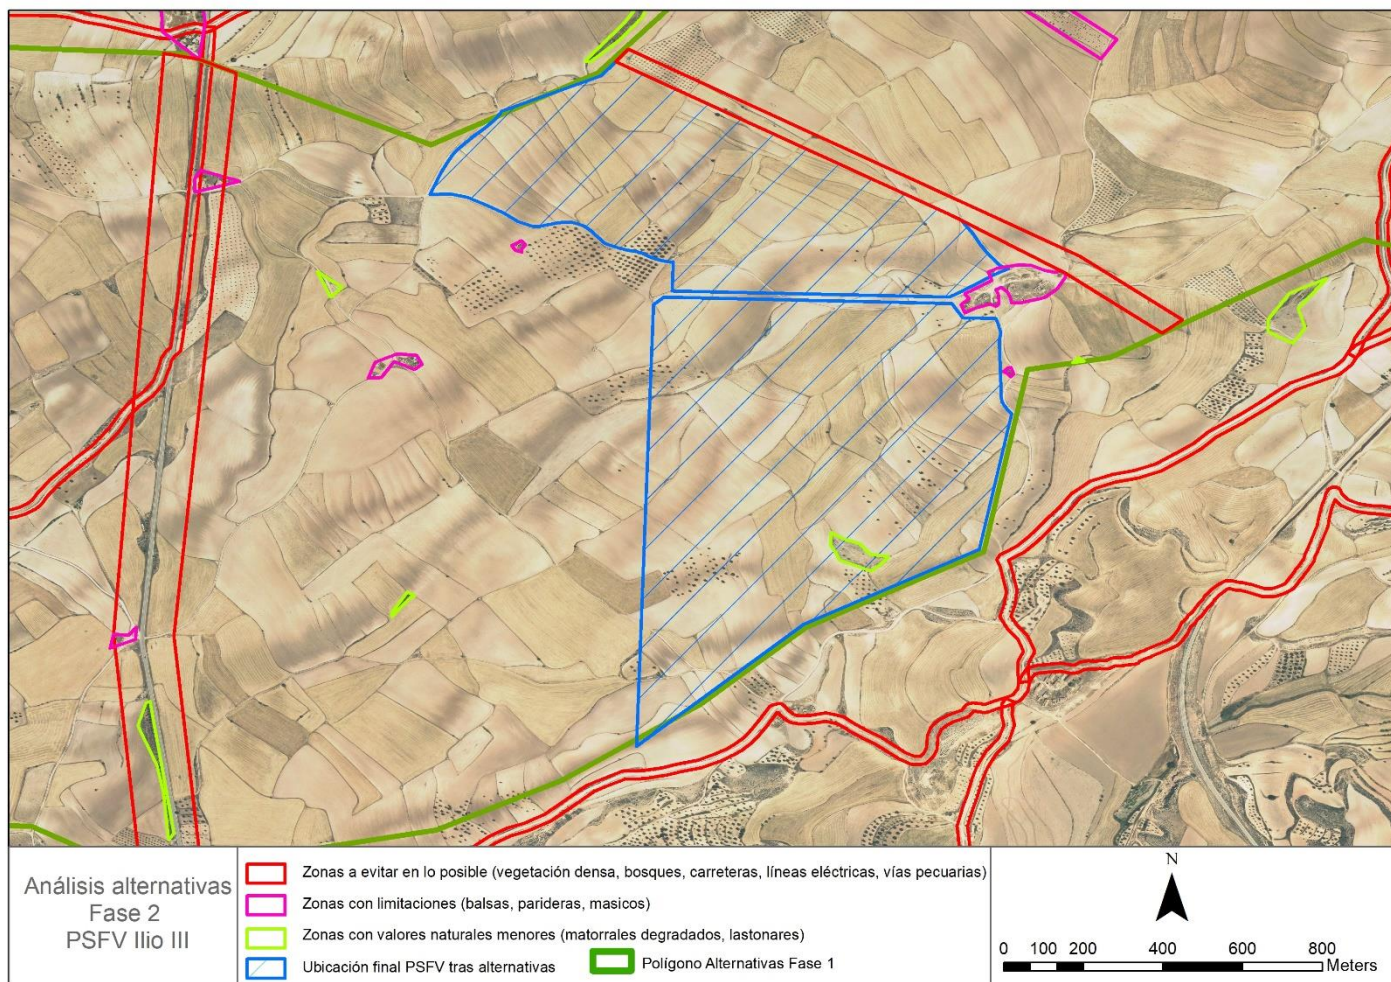 Análisis alternativas
Fase 2
PSFV Ilio III
Zonas a evitar en lo posible (vegetación densa, bosques, carreteras, líneas eléctricas, vías pecuarias)
Zonas con limitaciones (balsas, parideras, masicos)
Zonas con valores naturales menores (matorrales degradados, lastonares)
Ubicación final PSFV tras alternativas
Polígono Alternativas Fase 1
N
0 100 200 400 600 800
Meters